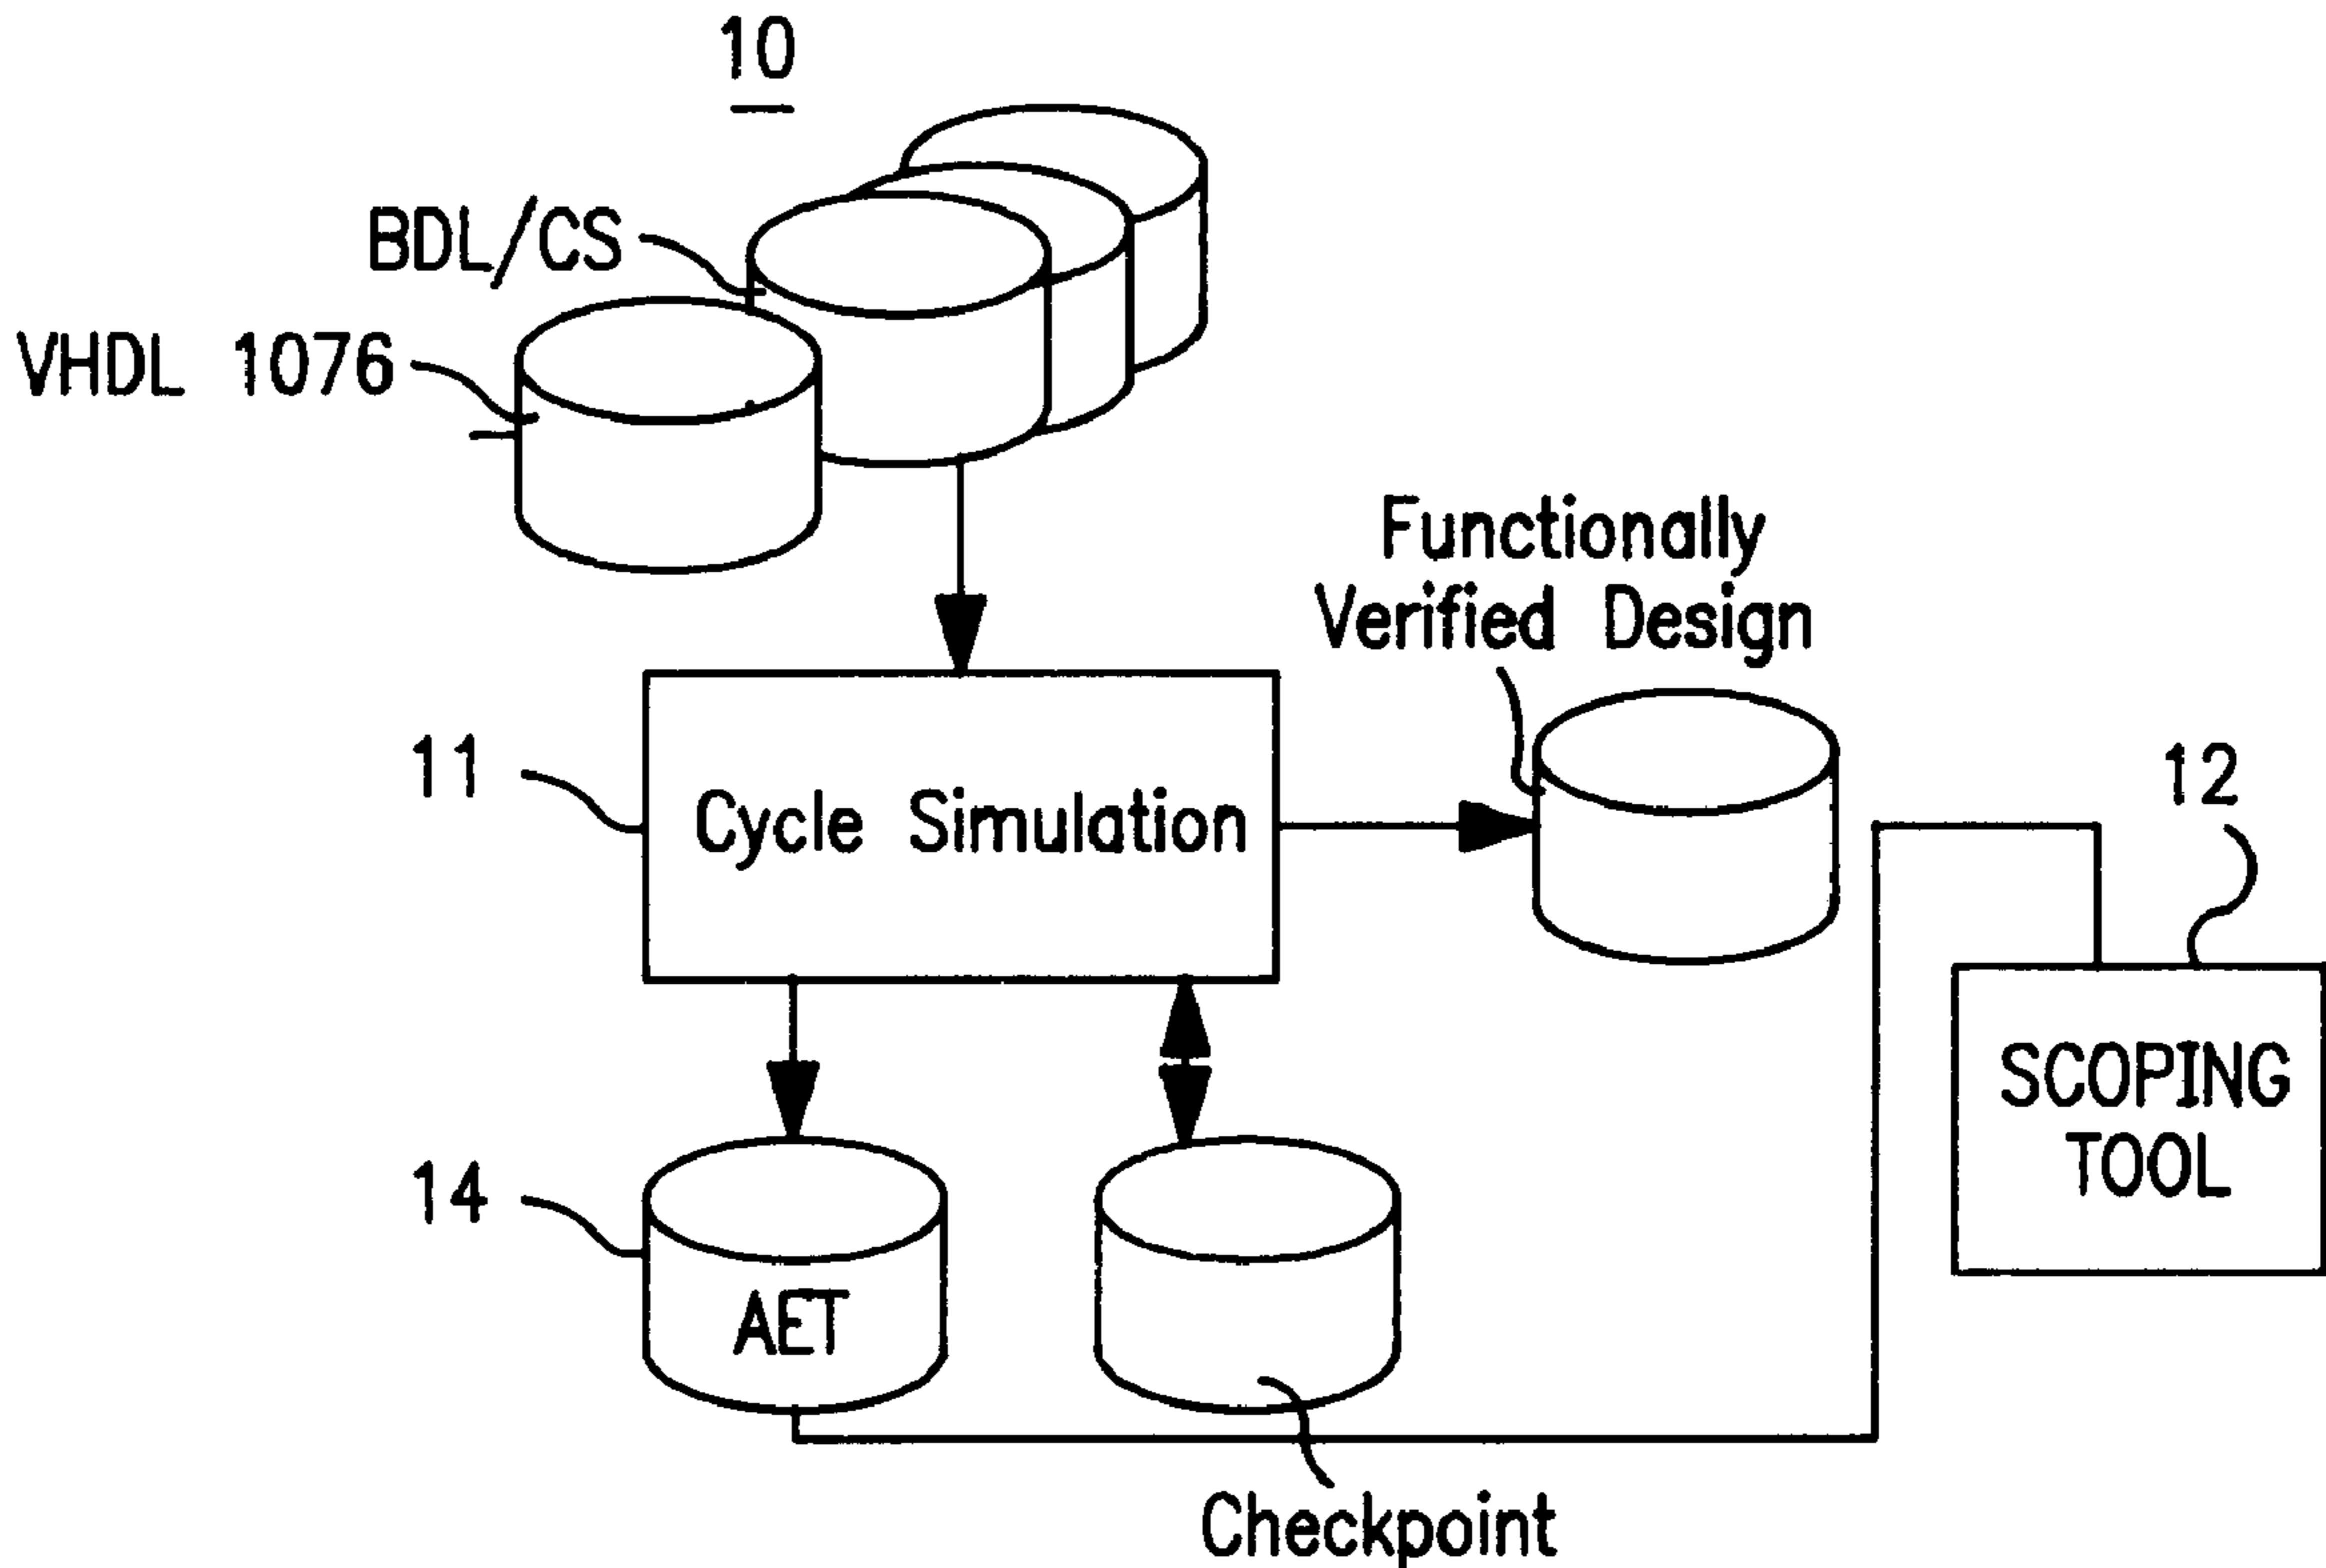 10
BDL/CS
VHDL 1076
Functionally
Verified Design
11
Cycle Simulation
12
SCOPING
TOOL
14
AET
Checkpoint